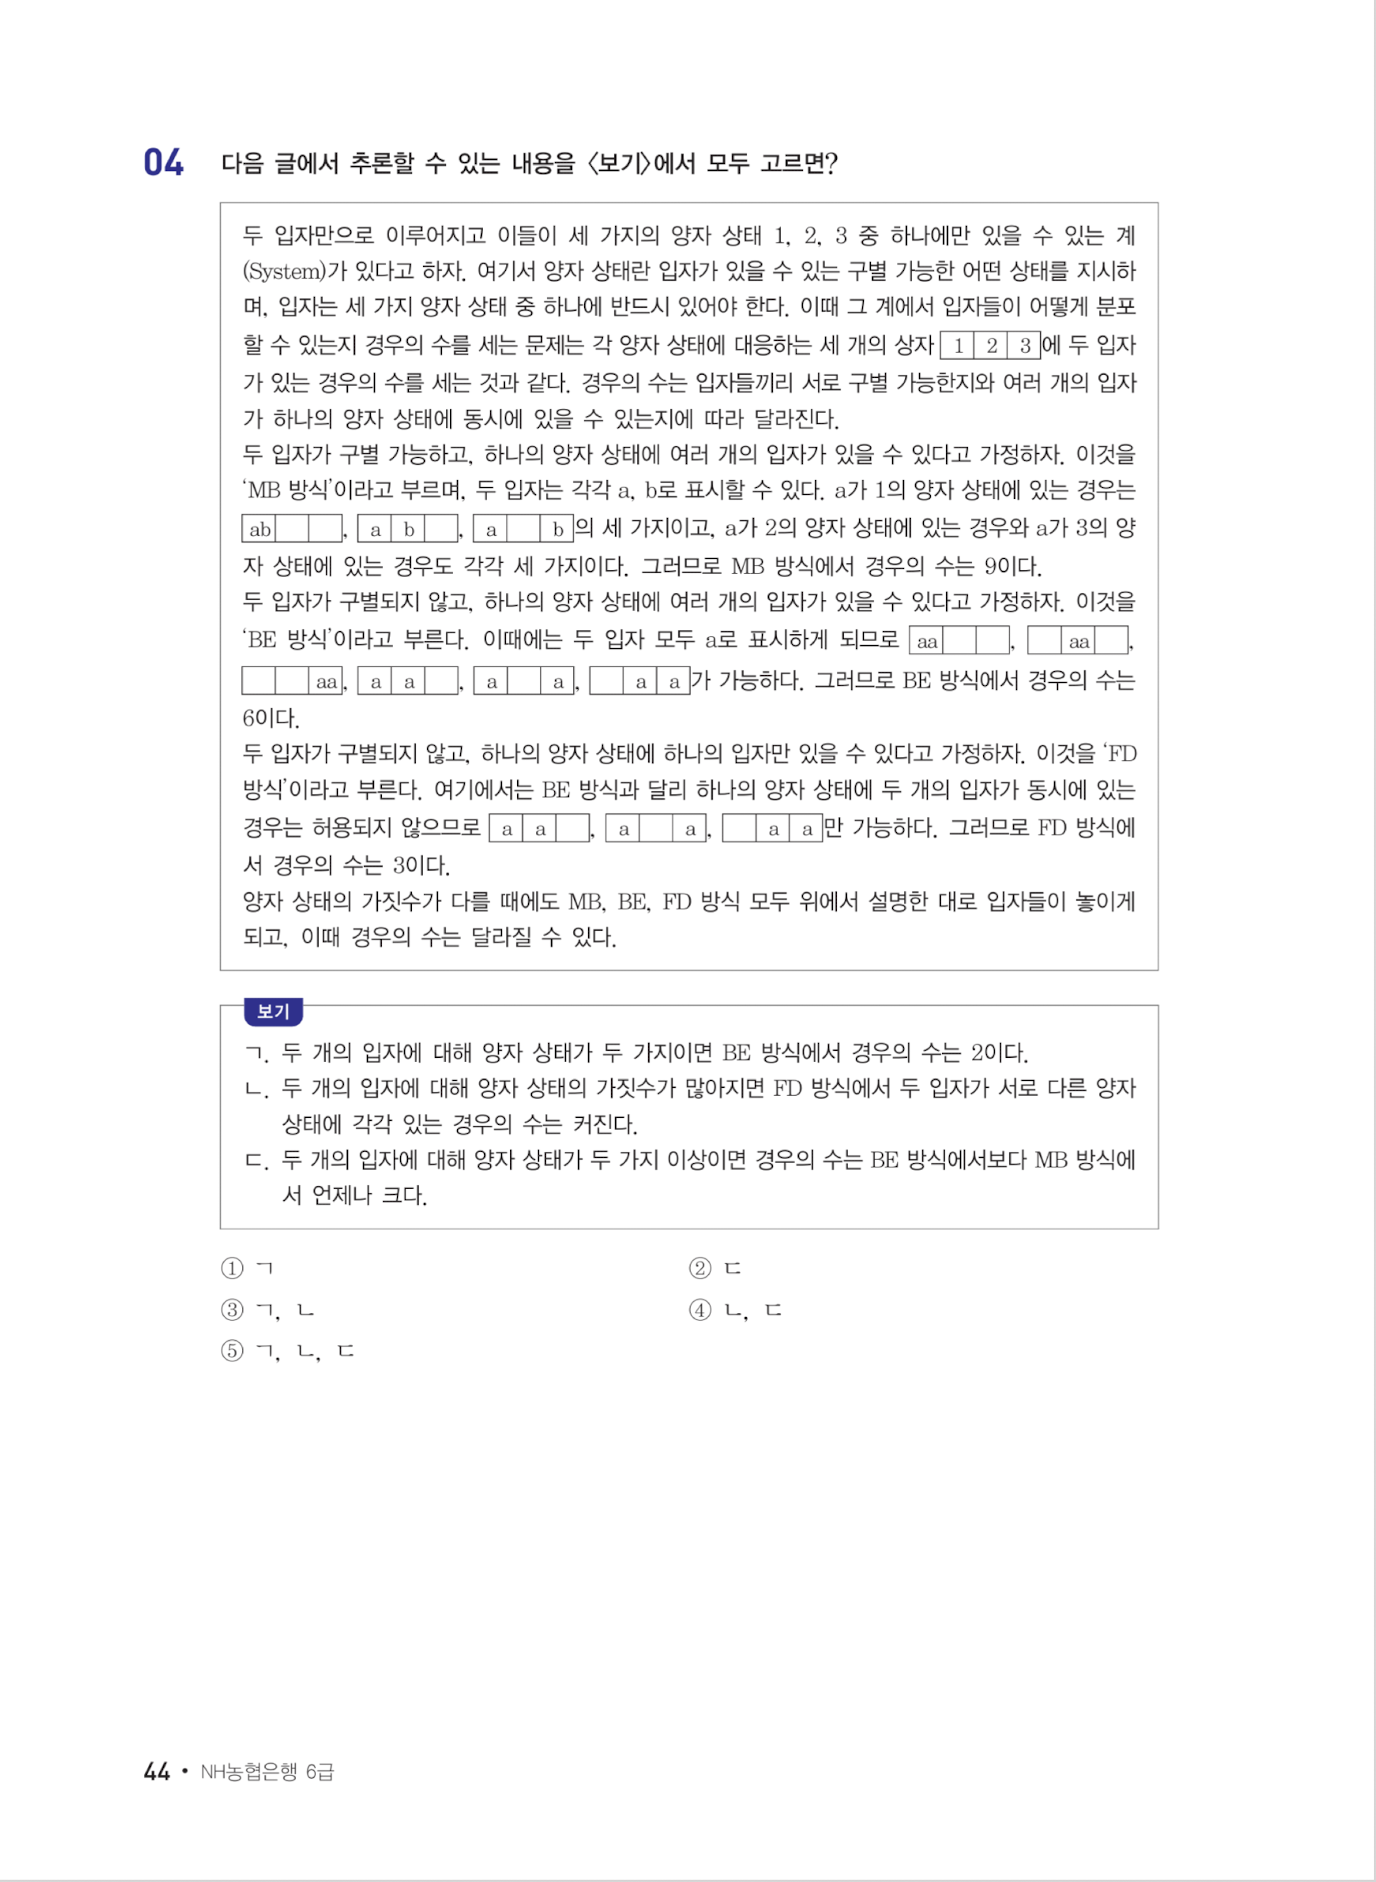 04 다음 글에서 추론할 수 있는 내용을 〈보기〉에서 모두 고르면?
두 입자만으로 이루어지고 이들이 세 가지의 양자 상태 1, 2, 3 중 하나에만 있을 수 있는 계
(System)가 있다고 하자. 여기서 양자 상태란 입자가 있을 수 있는 구별 가능한 어떤 상태를 지시하
며, 입자는 세 가지 양자 상태 중 하나에 반드시 있어야 한다. 이때 그 계에서 입자들이 어떻게 분포
할 수 있는지 경우의 수를 세는 문제는 각 양자 상태에 대응하는 세 개의 상자 1 2 3에 두 입자
가 있는 경우의 수를 세는 것과 같다. 경우의 수는 입자들끼리 서로 구별 가능한지와 여러 개의 입자
가 하나의 양자 상태에 동시에 있을 수 있는지에 따라 달라진다.
두 입자가 구별 가능하고, 하나의 양자 상태에 여러 개의 입자가 있을 수 있다고 가정하자. 이것을
‘MB 방식’이라고 부르며, 두 입자는 각각 a, b로 표시할 수 있다. a가 1의 양자 상태에 있는 경우는
ab, a b, a b의 세 가지이고, a가 2의 양자 상태에 있는 경우와 a가 3의 양
자 상태에 있는 경우도 각각 세 가지이다. 그러므로 MB 방식에서 경우의 수는 9이다.
두 입자가 구별되지 않고, 하나의 양자 상태에 여러 개의 입자가 있을 수 있다고 가정하자. 이것을
‘BE 방식’이라고 부른다. 이때에는 두 입자 모두 a로 표시하게 되므로 aa, aa,
aa, a a, a a, a a가 가능하다. 그러므로 BE 방식에서 경우의 수는
6이다.
두 입자가 구별되지 않고, 하나의 양자 상태에 하나의 입자만 있을 수 있다고 가정하자. 이것을 ‘FD
방식’이라고 부른다. 여기에서는 BE 방식과 달리 하나의 양자 상태에 두 개의 입자가 동시에 있는
경우는 허용되지 않으므로 a a, a a, a a만 가능하다. 그러므로 FD 방식에
서 경우의 수는 3이다.
양자 상태의 가짓수가 다를 때에도 MB, BE, FD 방식 모두 위에서 설명한 대로 입자들이 놓이게
되고, 이때 경우의 수는 달라질 수 있다.
보기
ㄱ. 두 개의 입자에 대해 양자 상태가 두 가지이면 BE 방식에서 경우의 수는 2이다.
ㄴ. 두 개의 입자에 대해 양자 상태의 가짓수가 많아지면 FD 방식에서 두 입자가 서로 다른 양자
상태에 각각 있는 경우의 수는 커진다.
ㄷ. 두 개의 입자에 대해 양자 상태가 두 가지 이상이면 경우의 수는 BE 방식에서보다 MB 방식에
서 언제나 크다.
① ㄱ ② ㄷ
③ ㄱ, ㄴ ④ ㄴ, ㄷ
⑤ ㄱ, ㄴ, ㄷ
44 • NH농협은행 6급